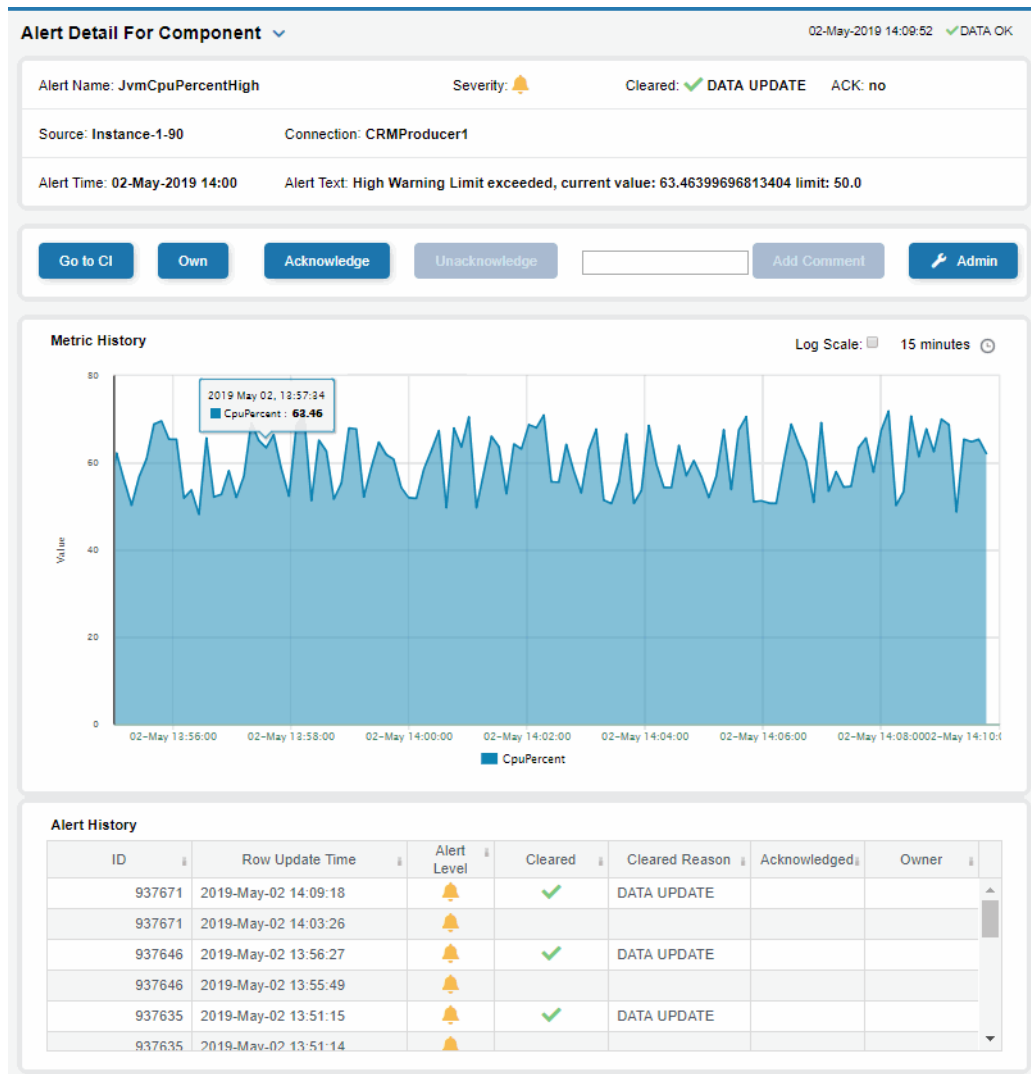 Alert Detail For Component
02-May-2019 14:09:52 DATA OK
Alert Name: JvmCpuPercentHigh Severity: Cleared: DATA UPDATE ACK: no
Source: Instance-1-90 Connection: CRMProducer1
Alert Time: 02-May-2019 14:00 Alert Text: High Warning Limit exceeded, current value: 63.46399696813404 limit: 50.0
Go to CI Own Acknowledge Unacknowledge Add Comment Admin
Metric History
Log Scale: 15 minutes
80
2019 May 02, 13:57:34
CpuPercent : 63.46
60
Value
40
20
0
02-May 13:56:00 02-May 13:58:00 02-May 14:00:00 02-May 14:02:00 02-May 14:04:00 02-May 14:06:00 02-May 14:08:00 02-May 14:10:0
CpuPercent
Alert History
ID Row Update Time Alert Level Cleared Cleared Reason Acknowledged Owner
937671 2019-May-02 14:09:18 DATA UPDATE
937671 2019-May-02 14:03:26
937646 2019-May-02 13:56:27 DATA UPDATE
937646 2019-May-02 13:55:49
937635 2019-May-02 13:51:15 DATA UPDATE
937635 2019-May-02 13:51:14